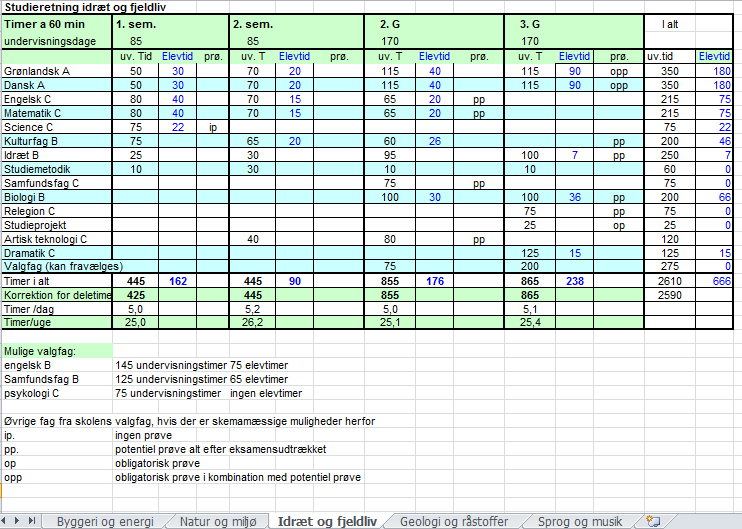 Studieretning idræt og fjeldliv
Timer a 60 min 1. sem. 2. sem. 2. G 3. G I alt
undervisningsdage 85 85 170 170
uv. Tid Elevtid prø. uv. T Elevtid prø. uv. T Elevtid prø. uv. T Elevtid prø. uv.tid Elevtid
Grønlandsk A 50 30 70 20 115 40 115 90 opp 350 180
Dansk A 50 30 70 20 115 40 115 90 opp 350 180
Engelsk C 80 40 70 15 65 20 pp 215 75
Matematik C 80 40 70 15 65 20 pp 215 75
Science C 75 22 ip 75 22
Kulturfag B 75 65 20 60 26 pp 200 46
Idræt B 25 30 95 100 7 pp 250 7
Studiemetodik 10 30 10 10 60 0
Samfundsfag C 75 pp 75 0
Biologi B 100 30 100 36 pp 200 66
Relegion C 75 pp 75 0
Studieprojekt 25 op 25 0
Artisk teknologi C 40 80 pp 120
Dramatik C 125 15 125 15
Valgfag (kan fravælges) 75 200 275 0
Timer i alt 445 162 445 90 855 176 865 238 2610 666
Korrektion for deletime 425 445 855 865 2590
Timer /dag 5,0 5,2 5,0 5,1
Timer/uge 25,0 26,2 25,1 25,4
Mulige valgfag:
engelsk B 145 undervisningstimer 75 elevtimer
Samfundsfag B 125 undervisningstimer 65 elevtimer
psykologi C 75 undervisningstimer ingen elevtimer
Øvrige fag fra skolens valgfag, hvis der er skemamæssige muligheder herfor
ip. ingen prøve
pp. potentiel prøve alt efter eksamensudtrækket
op obligatorisk prøve
opp obligatorisk prøve i kombination med potentiel prøve
Byggeri og energi Natur og miljø Idræt og fjeldliv Geologi og råstoffer Sprog og musik